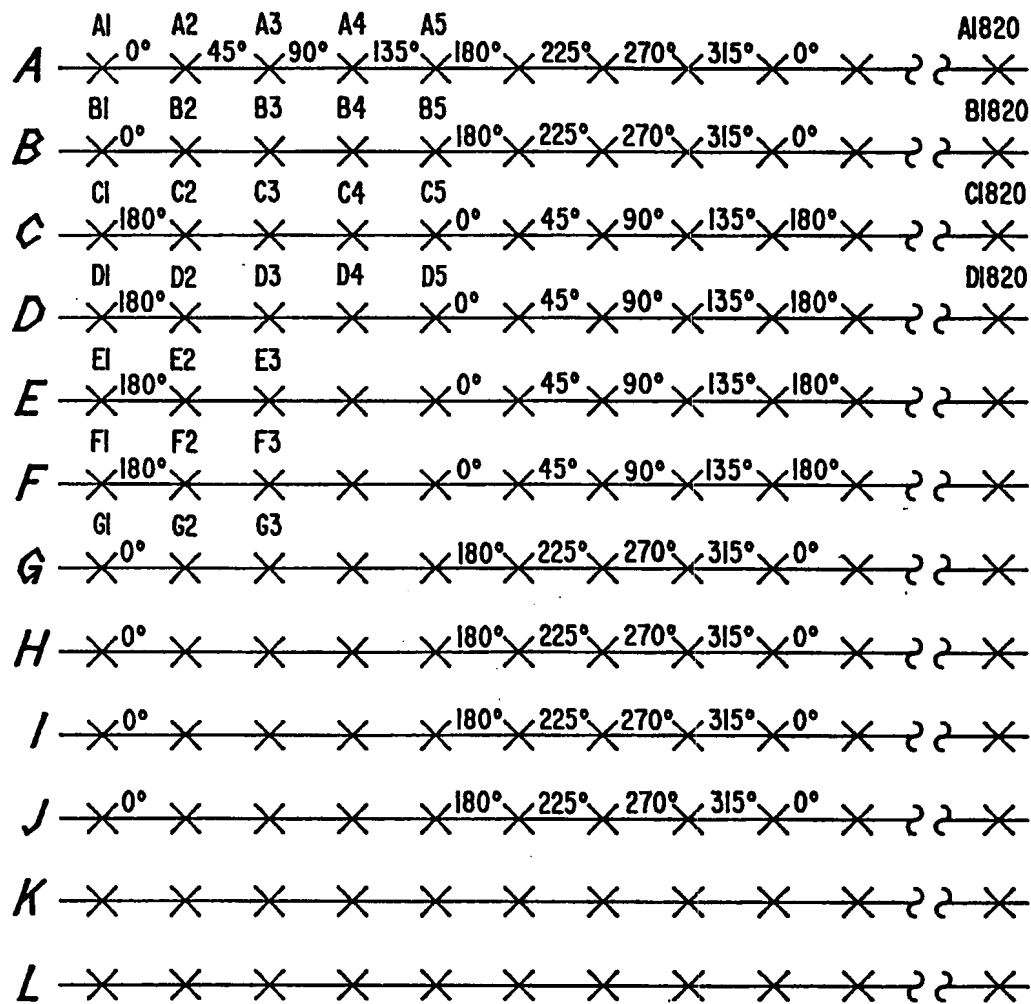 A1 A2 A3 A4 A5 A1820
A 0° 45° 90° 135° 180° 225° 270° 315° 0°
B1 B2 B3 B4 B5 B1820
B 0° 180° 225° 270° 315° 0°
C1 C2 C3 C4 C5 C1820
C 180° 0° 45° 90° 135° 180°
D1 D2 D3 D4 D5 D1820
D 180° 0° 45° 90° 135° 180°
E1 E2 E3
E 180° 0° 45° 90° 135° 180°
F1 F2 F3
F 180° 0° 45° 90° 135° 180°
G1 G2 G3
G 0° 180° 225° 270° 315° 0°
H 0° 180° 225° 270° 315° 0°
I 0° 180° 225° 270° 315° 0°
J 0° 180° 225° 270° 315° 0°
K
L